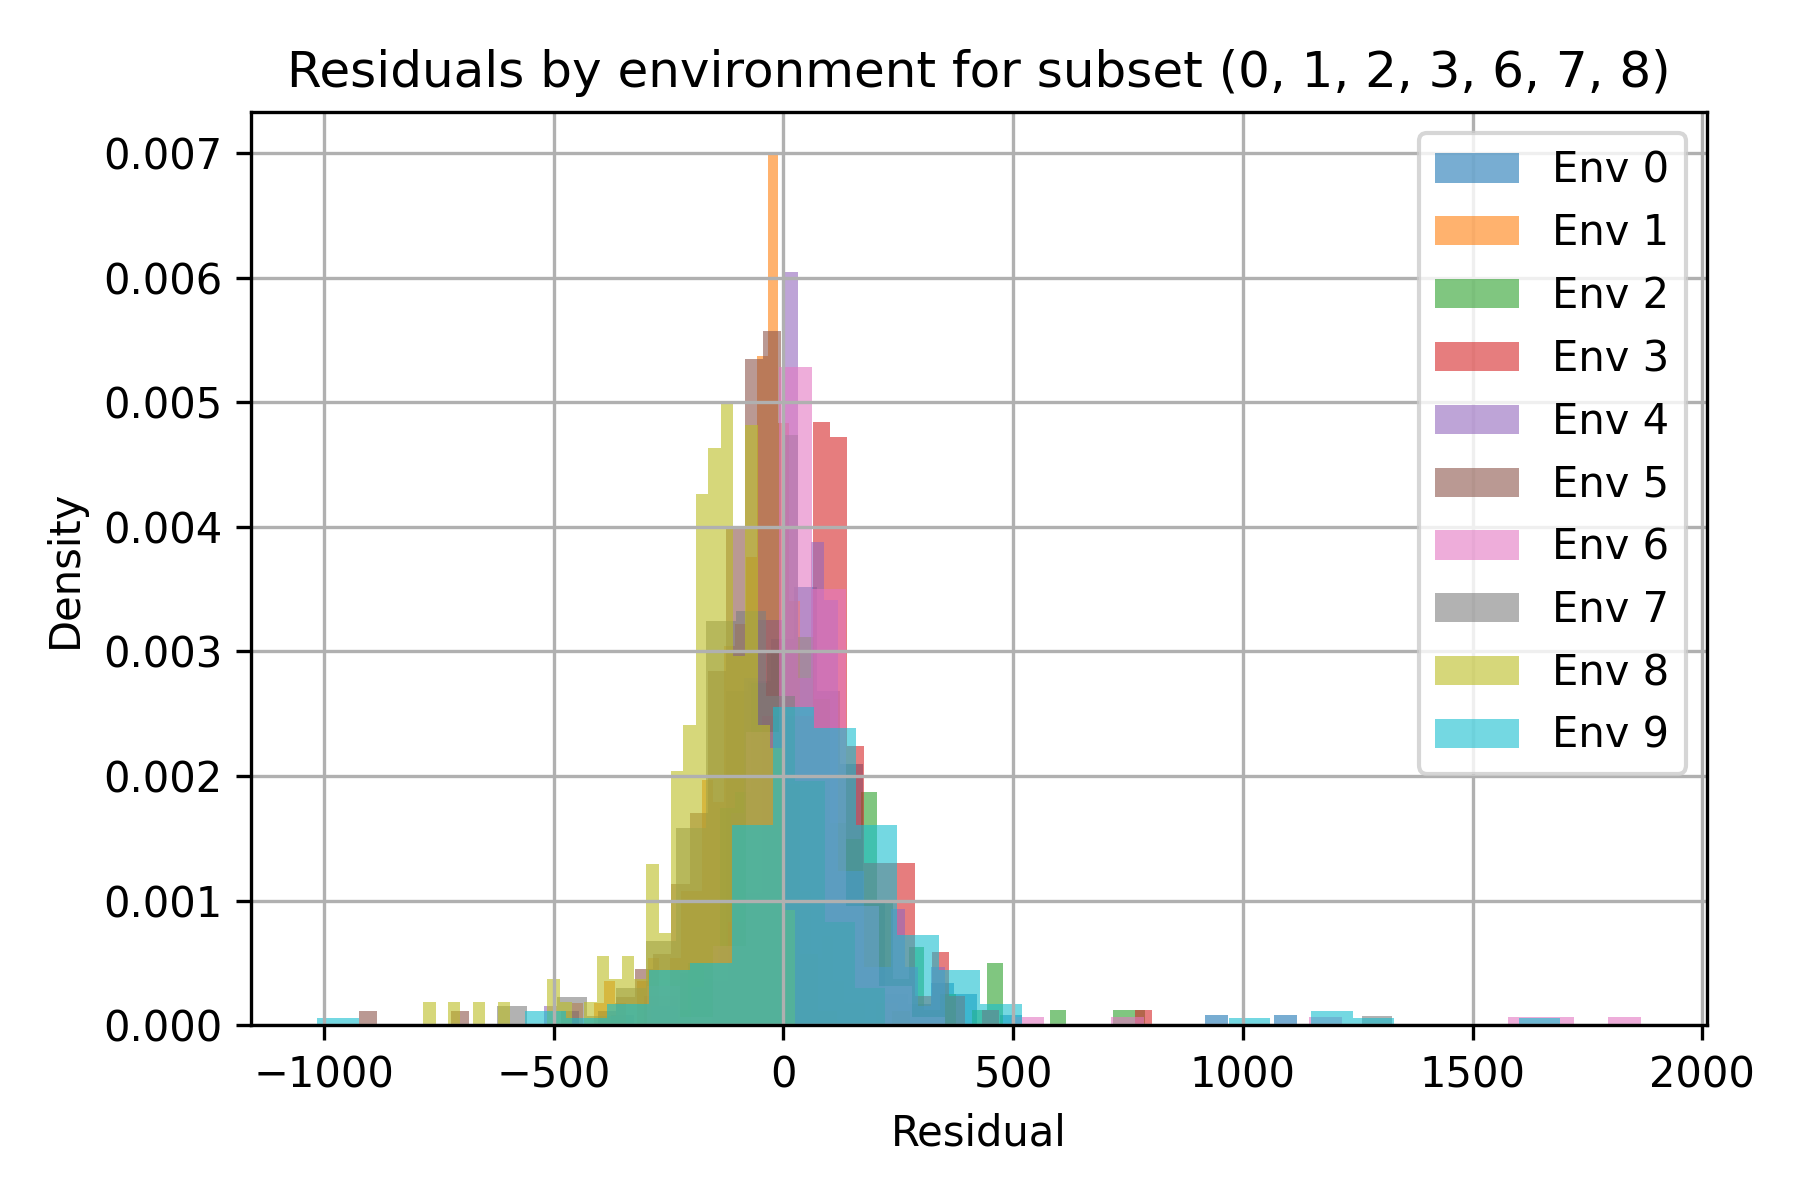 Residuals by environment for subset (0, 1, 2, 3, 6, 7, 8)
0.007
0.006
0.005
0.004
0.003
0.002
0.001
0.000
Density
−1000
−500
0
500
1000
1500
2000
Residual
Env 0
Env 1
Env 2
Env 3
Env 4
Env 5
Env 6
Env 7
Env 8
Env 9